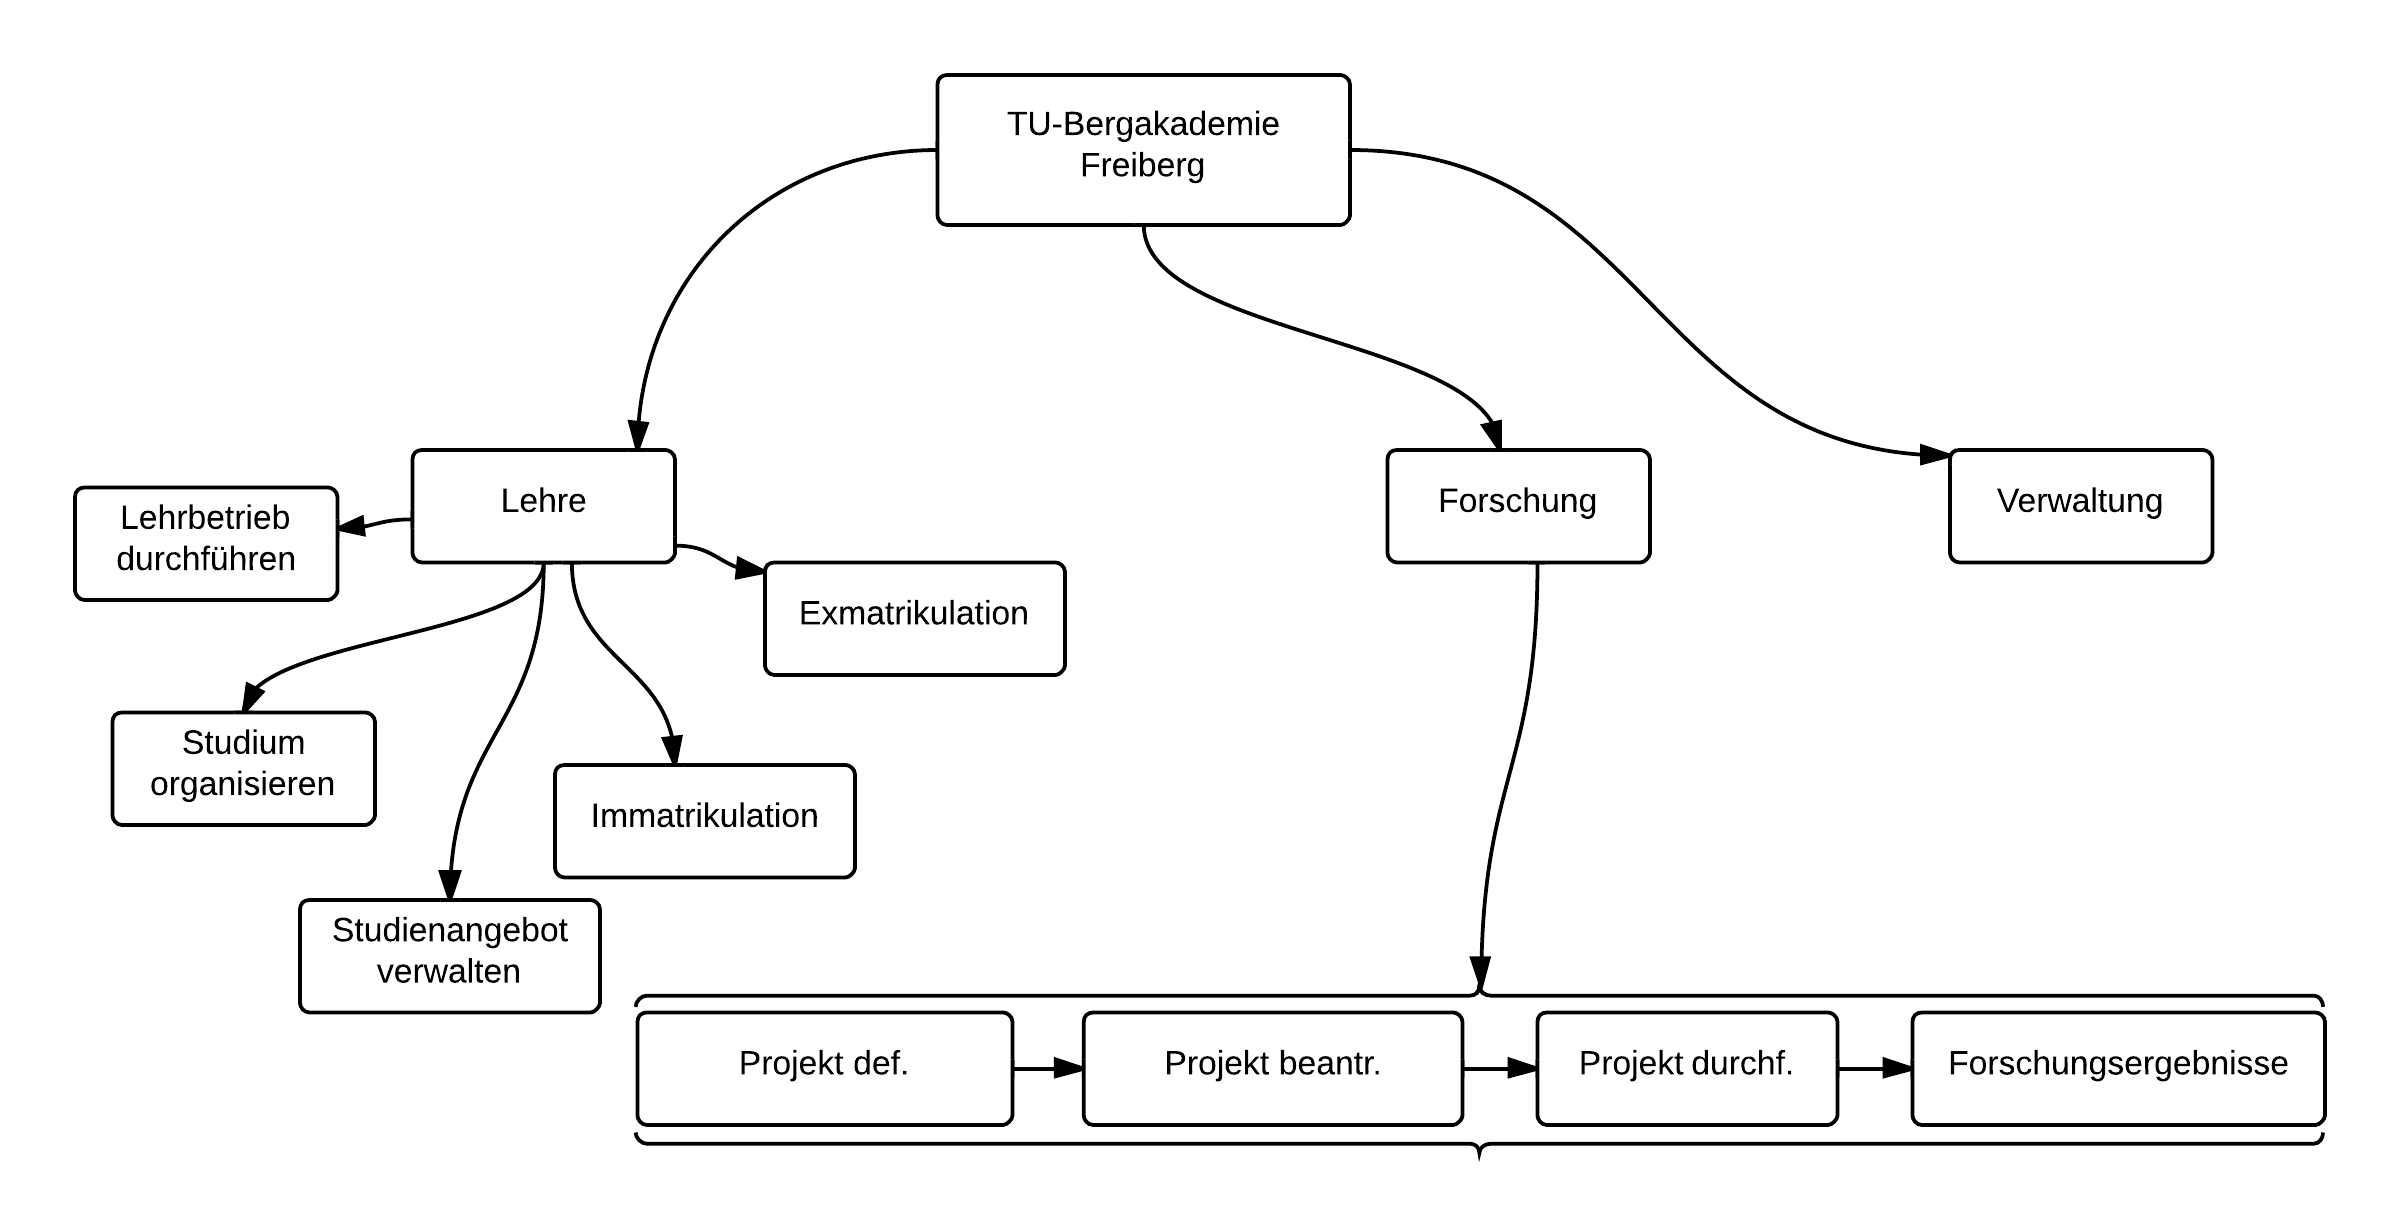 TU-Bergakademie
Freiberg
Lehre
Forschung
Verwaltung
Lehrbetrieb
durchführen
Exmatrikulation
Studium
organisieren
Immatrikulation
Studienangebot
verwalten
Projekt def.
Projekt beantr.
Projekt durchf.
Forschungsergebnisse